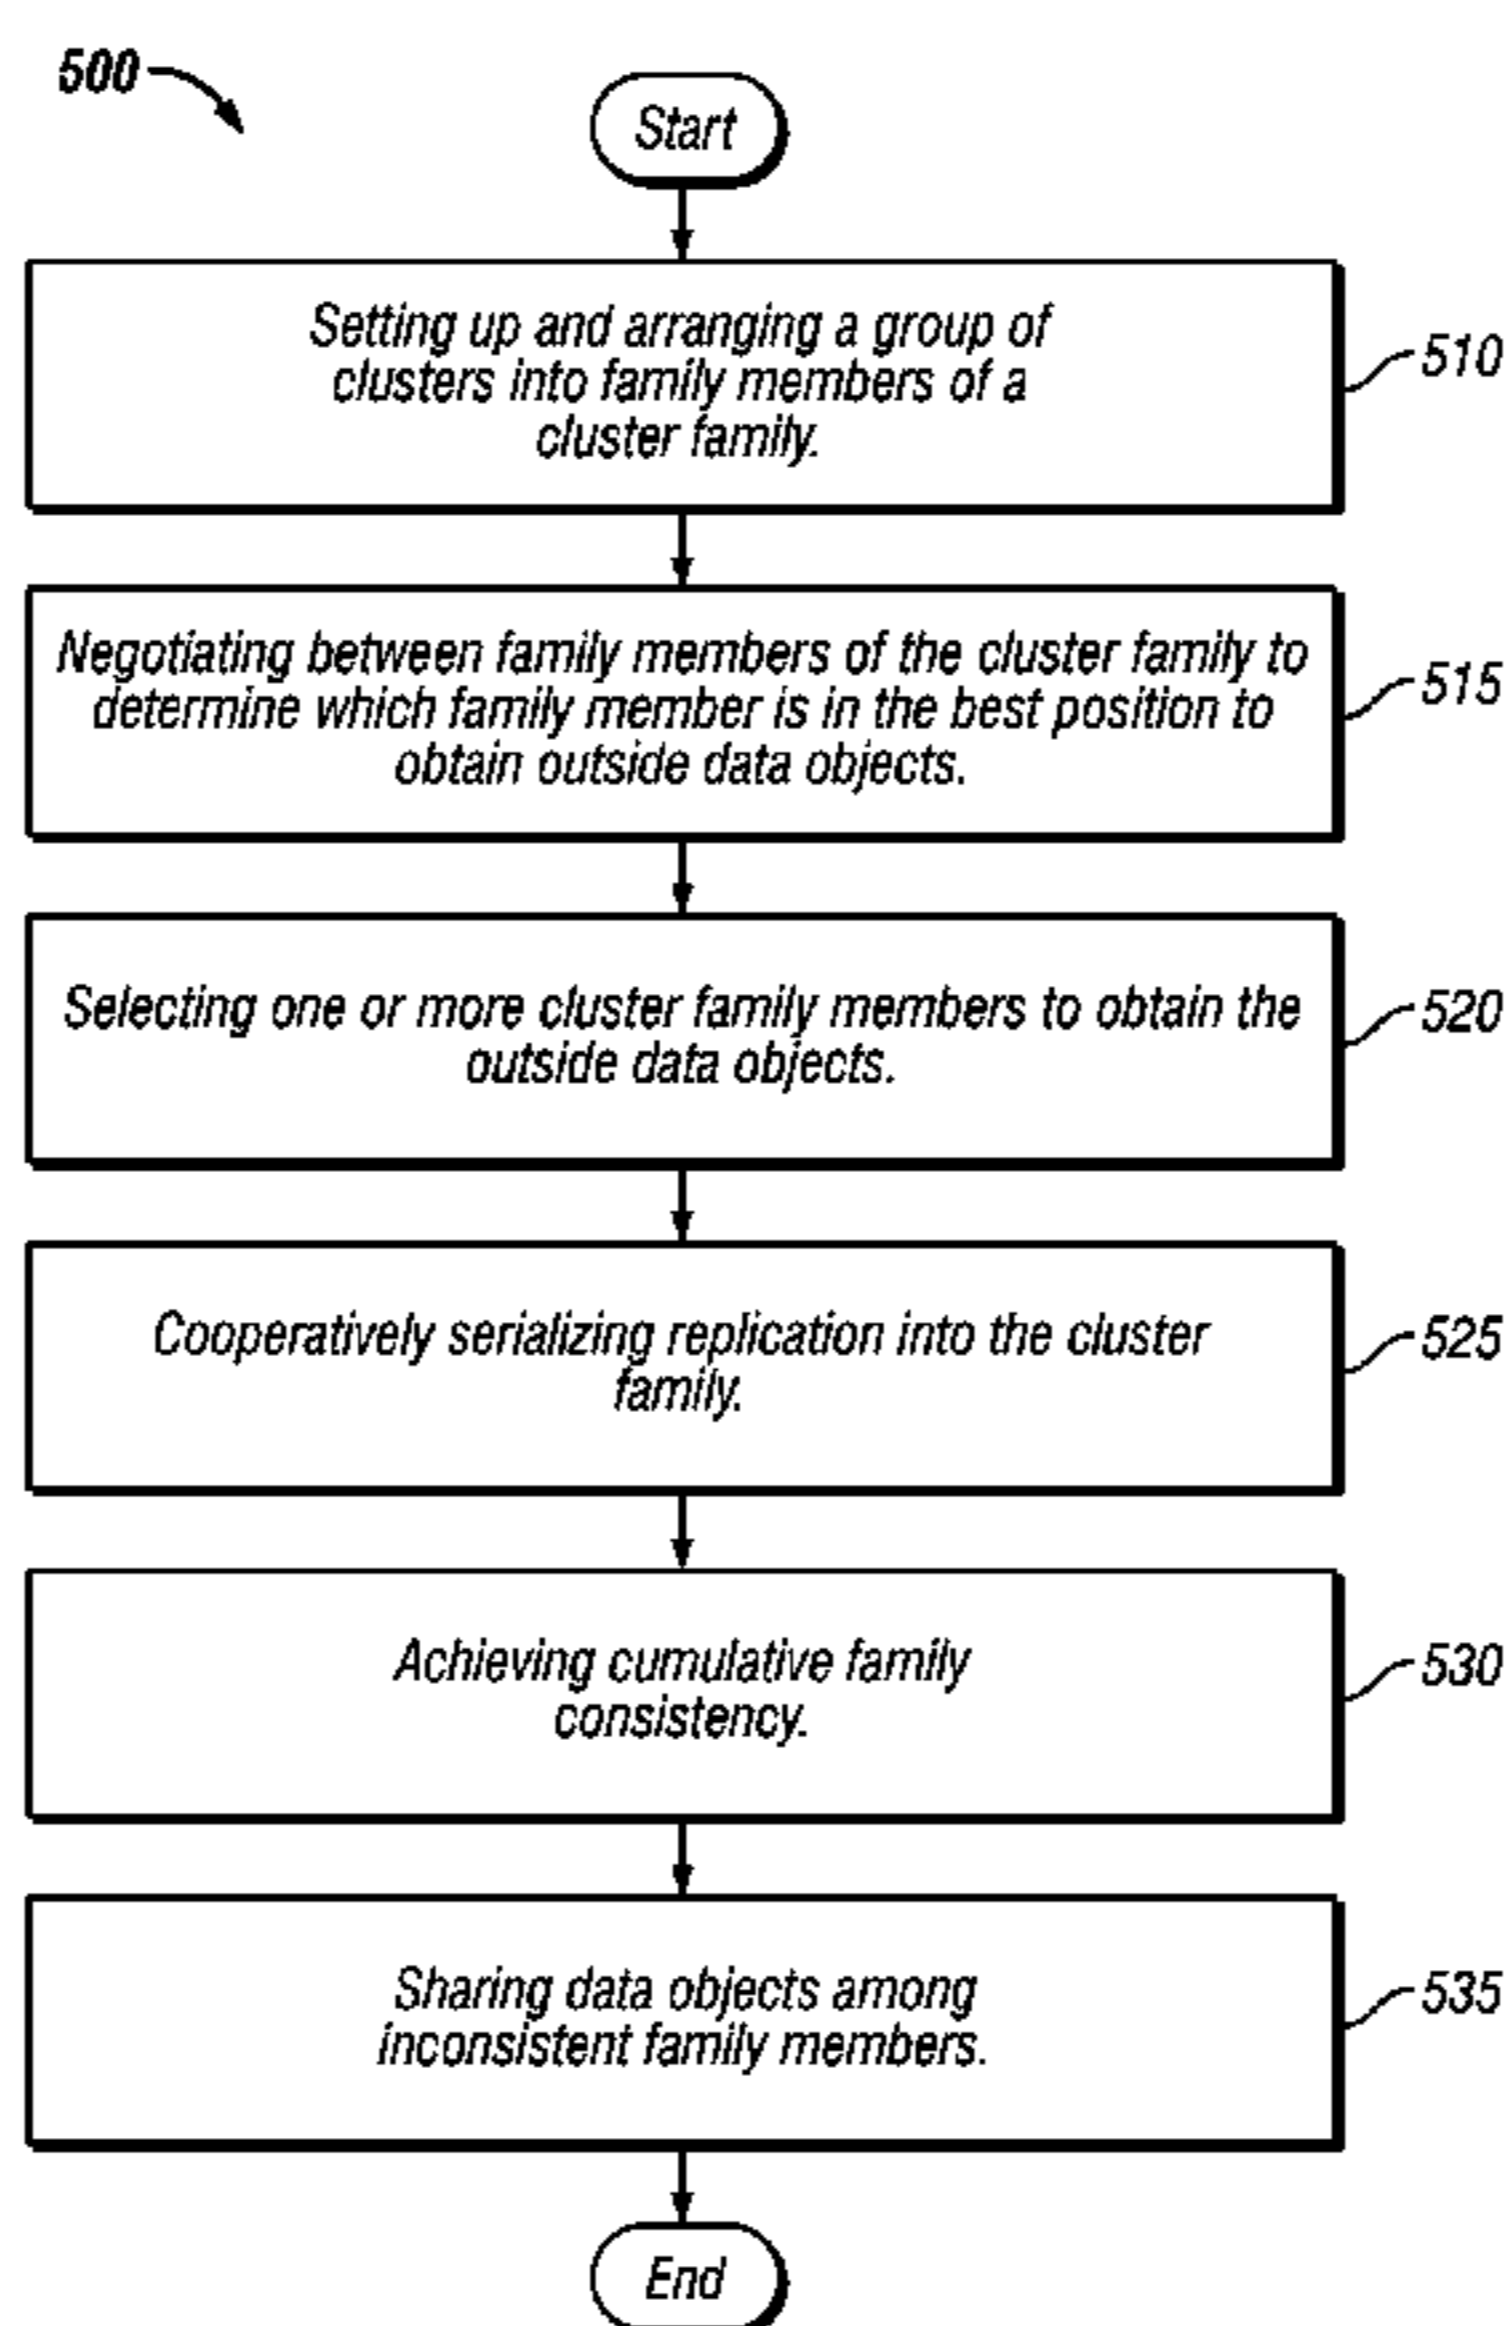 500
Start
Setting up and arranging a group of
clusters into family members of a
cluster family.
510
Negotiating between family members of the cluster family to
determine which family member is in the best position to
obtain outside data objects.
515
Selecting one or more cluster family members to obtain the
outside data objects.
520
Cooperatively serializing replication into the cluster
family.
525
Achieving cumulative family
consistency.
530
Sharing data objects among
inconsistent family members.
535
End